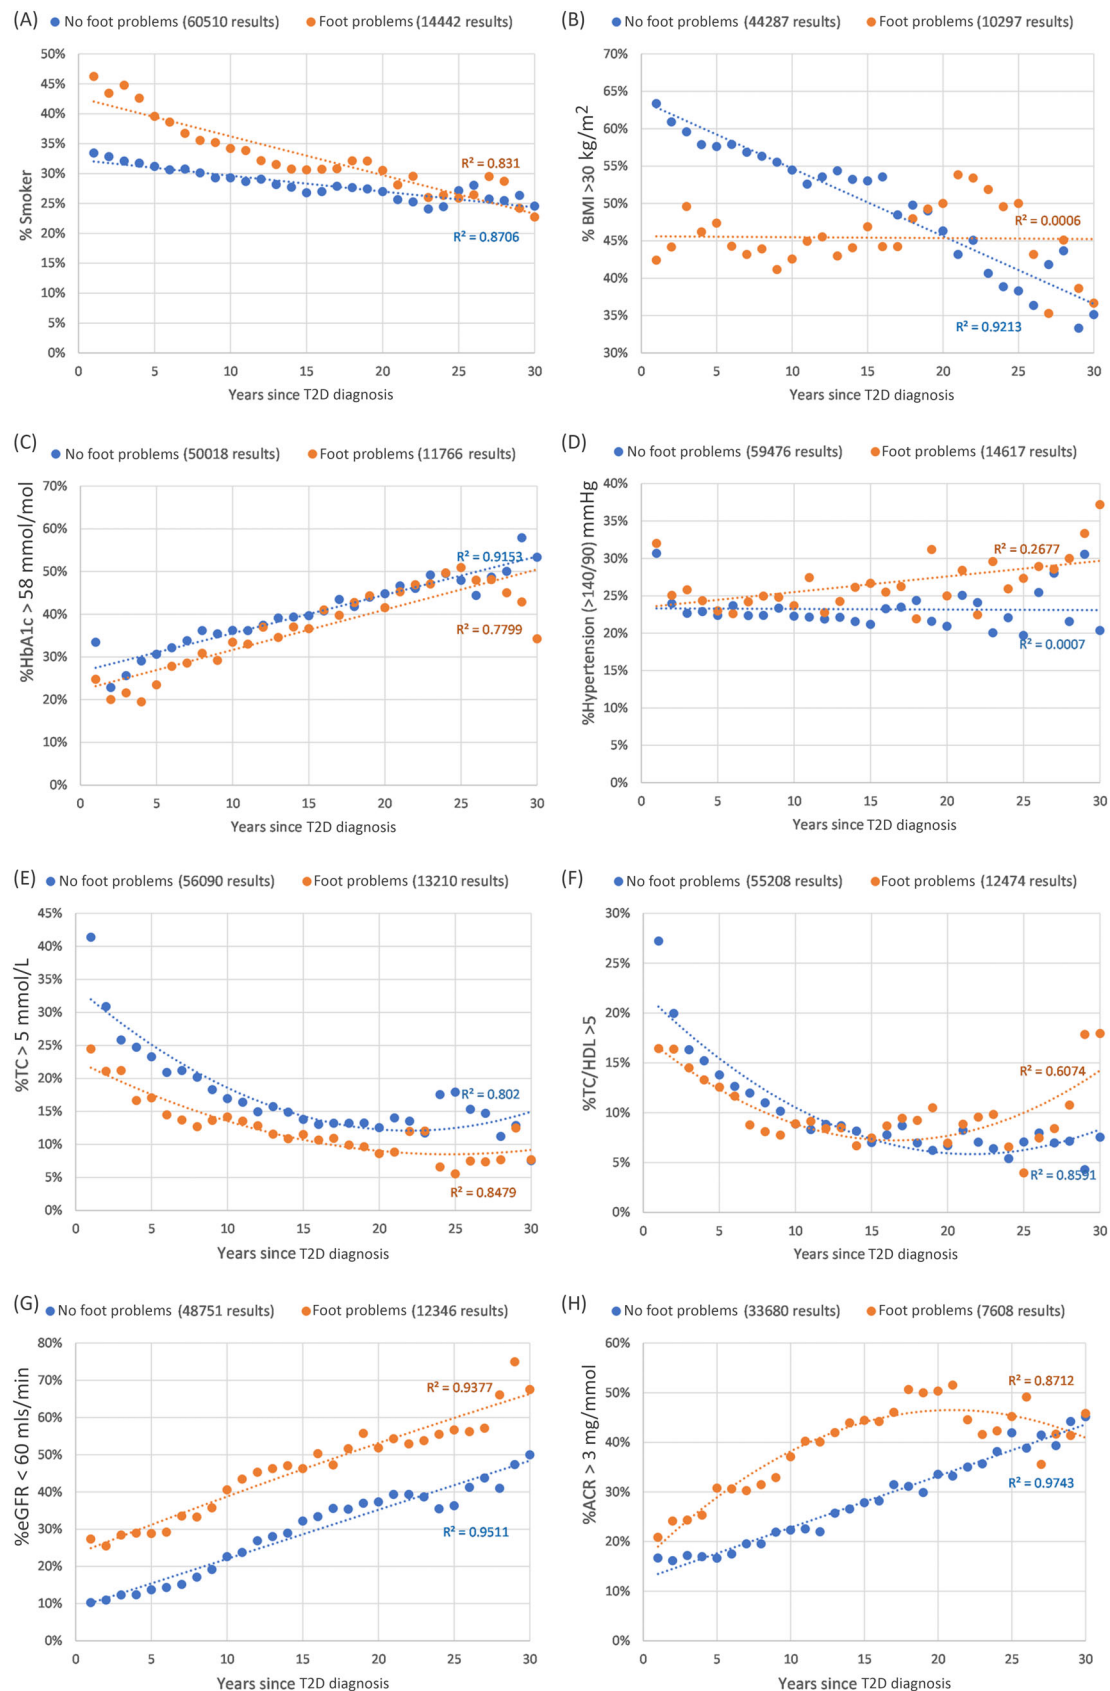 (A)
No foot problems (60510 results) Foot problems (14442 results)
50%
45%
40%
35%
30%
25%
20%
15%
10%
5%
0%
% Smoker
R² = 0.831
R² = 0.8706
0 5 10 15 20 25 30
Years since T2D diagnosis
(B)
No foot problems (44287 results) Foot problems (10297 results)
70%
65%
60%
55%
50%
45%
40%
35%
30%
% BMI >30 kg/m²
R² = 0.0006
R² = 0.9213
0 5 10 15 20 25 30
Years since T2D diagnosis
(C)
No foot problems (50018 results) Foot problems (11766 results)
70%
60%
50%
40%
30%
20%
10%
0%
%HbA1c > 58 mmol/mol
R² = 0.9153
R² = 0.7799
0 5 10 15 20 25 30
Years since T2D diagnosis
(D)
No foot problems (59476 results) Foot problems (14617 results)
40%
35%
30%
25%
20%
15%
10%
5%
0%
%Hypertension (>140/90) mmHg
R² = 0.2677
R² = 0.0007
0 5 10 15 20 25 30
Years since T2D diagnosis
(E)
No foot problems (56090 results) Foot problems (13210 results)
45%
40%
35%
30%
25%
20%
15%
10%
5%
0%
%TC > 5 mmol/L
R² = 0.802
R² = 0.8479
0 5 10 15 20 25 30
Years since T2D diagnosis
(F)
No foot problems (55208 results) Foot problems (12474 results)
30%
25%
20%
15%
10%
5%
0%
%TC/HDL >5
R² = 0.6074
R² = 0.8591
0 5 10 15 20 25 30
Years since T2D diagnosis
(G)
No foot problems (48751 results) Foot problems (12346 results)
80%
70%
60%
50%
40%
30%
20%
10%
0%
%eGFR < 60 mls/min
R² = 0.9377
R² = 0.9511
0 5 10 15 20 25 30
Years since T2D diagnosis
(H)
No foot problems (33680 results) Foot problems (7608 results)
60%
50%
40%
30%
20%
10%
0%
%ACR > 3 mg/mmol
R² = 0.8712
R² = 0.9743
0 5 10 15 20 25 30
Years since T2D diagnosis